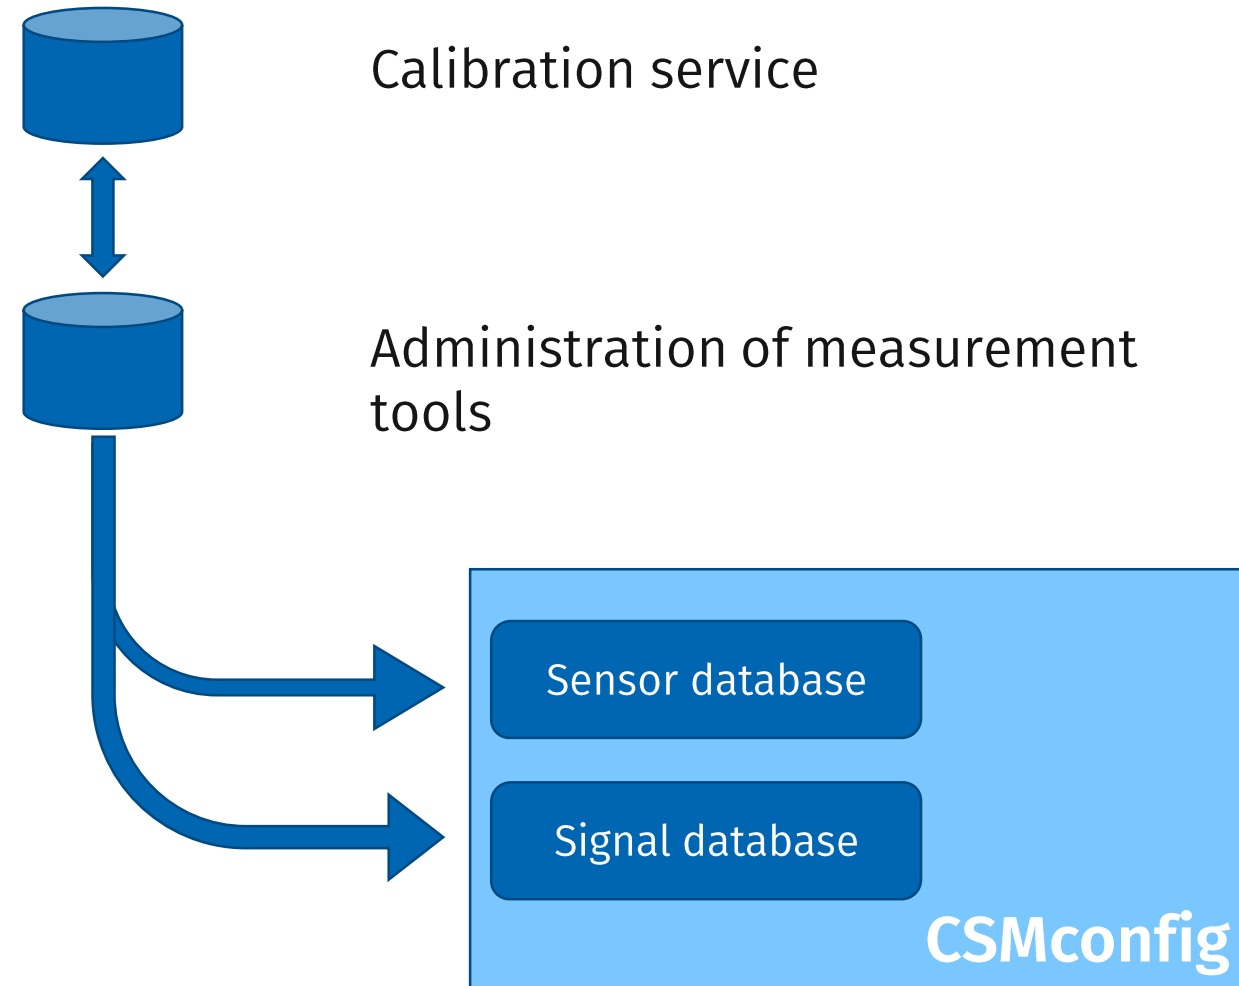 Calibration service
Administration of measurement
tools
Sensor database
Signal database
CSMconfig